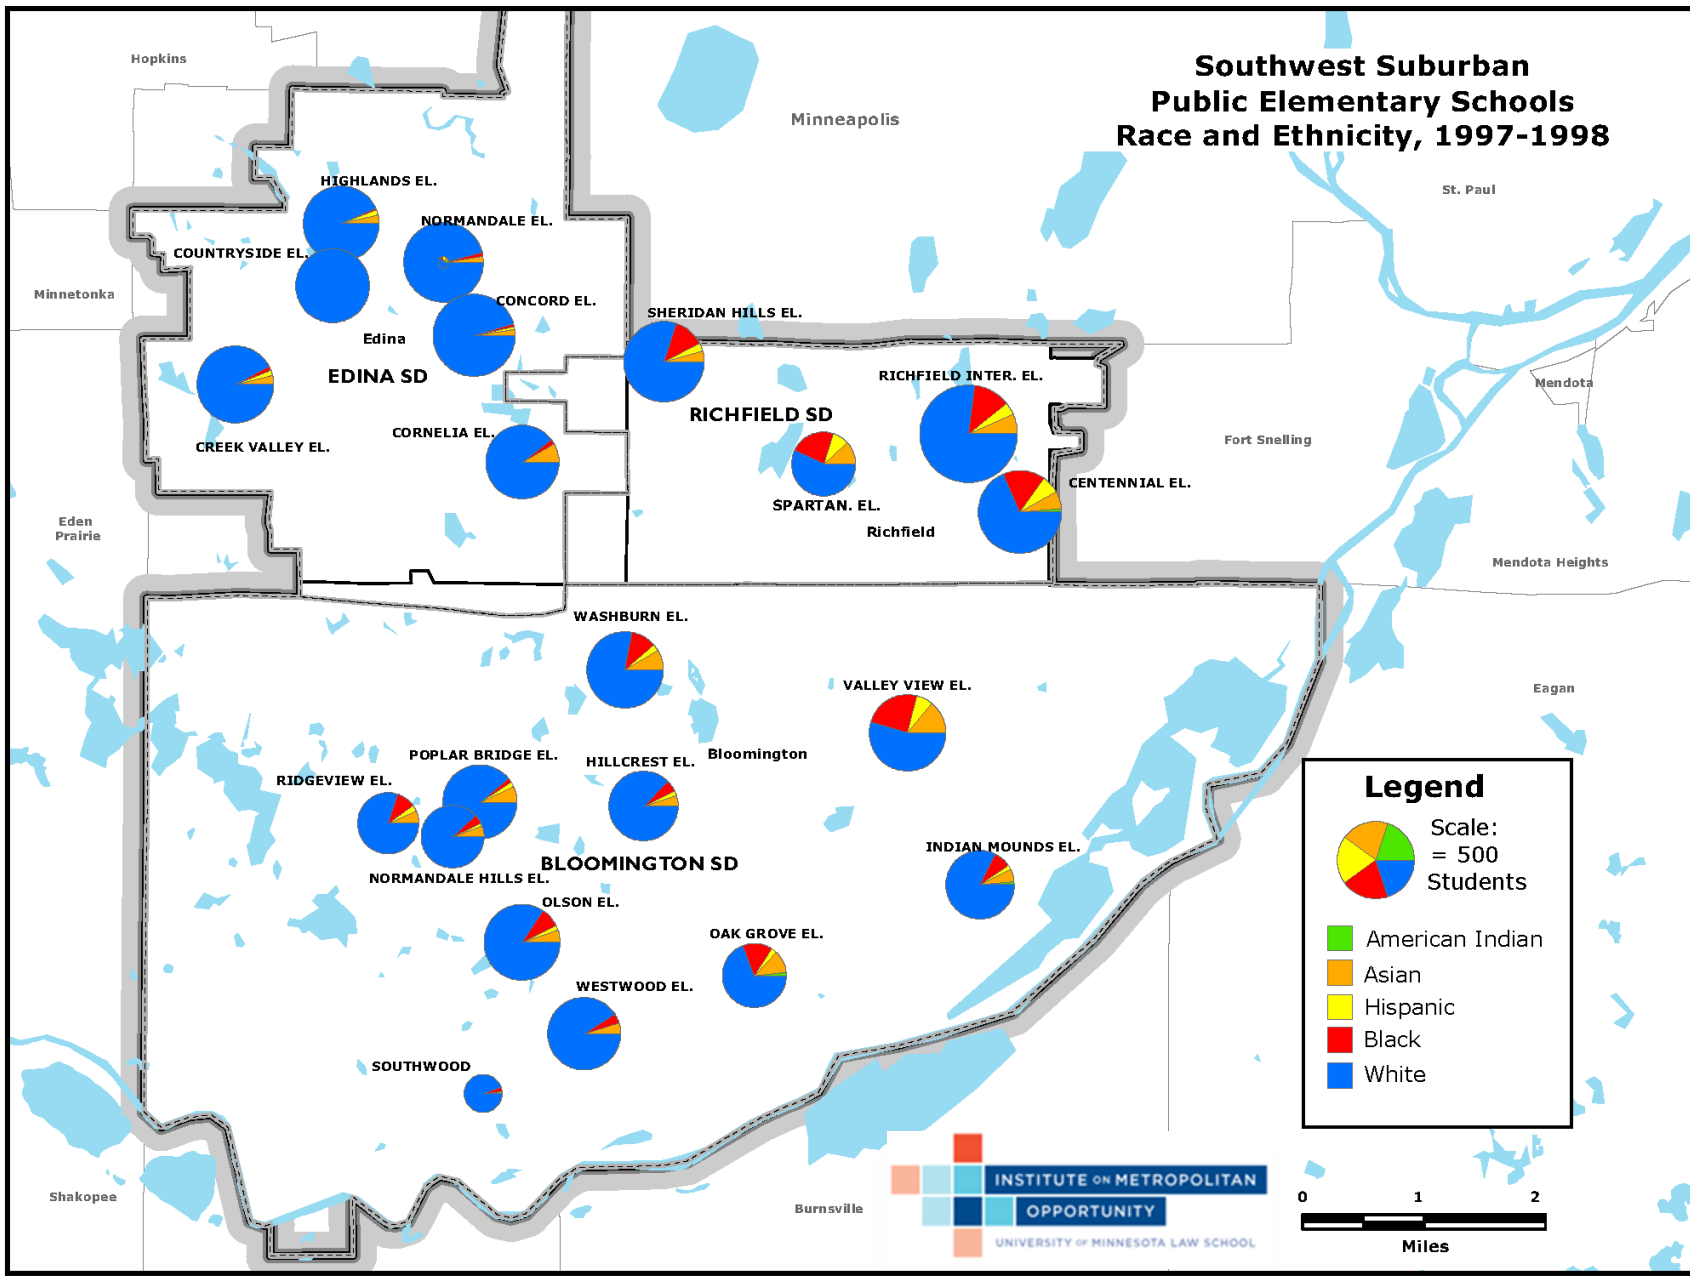 Southwest Suburban
Public Elementary Schools
Race and Ethnicity, 1997-1998
Hopkins
Minneapolis
St. Paul
HIGHLANDS EL.
NORMANDALE EL.
COUNTRYSIDE EL.
Minnetonka
CONCORD EL.
SHERIDAN HILLS EL.
Edina
EDINA SD
RICHFIELD INTER. EL.
Mendota
RICHFIELD SD
CORNELIA EL.
CREEK VALLEY EL.
Fort Snelling
CENTENNIAL EL.
SPARTAN. EL.
Eden
Prairie
Richfield
Mendota Heights
WASHBURN EL.
VALLEY VIEW EL.
Eagan
POPLAR BRIDGE EL.
HILLCREST EL.
Bloomington
RIDGEVIEW EL.
INDIAN MOUNDS EL.
BLOOMINGTON SD
NORMANDALE HILLS EL.
OLSON EL.
OAK GROVE EL.
WESTWOOD EL.
SOUTHWOOD
Legend
Scale:
= 500
Students
American Indian
Asian
Hispanic
Black
White
Shakopee
Burnsville
INSTITUTE ON METROPOLITAN
OPPORTUNITY
UNIVERSITY OF MINNESOTA LAW SCHOOL
0 1 2
Miles